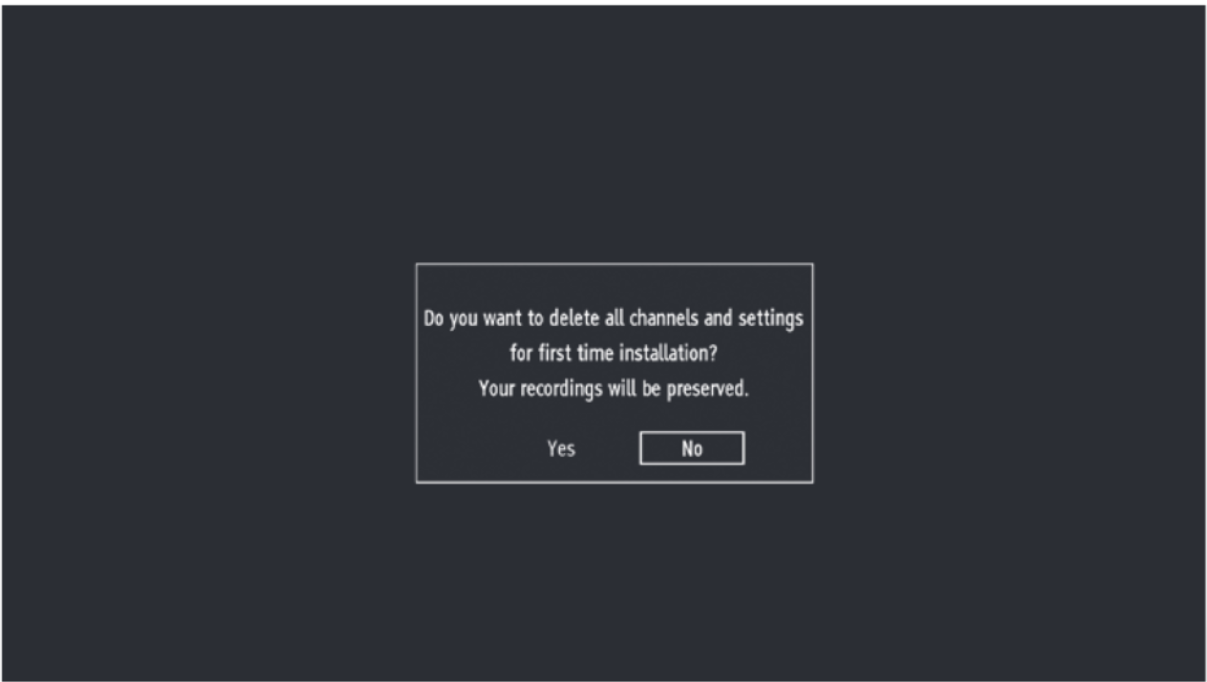 Do you want to delete all channels and settings
for first time installation?
Your recordings will be preserved.
Yes No